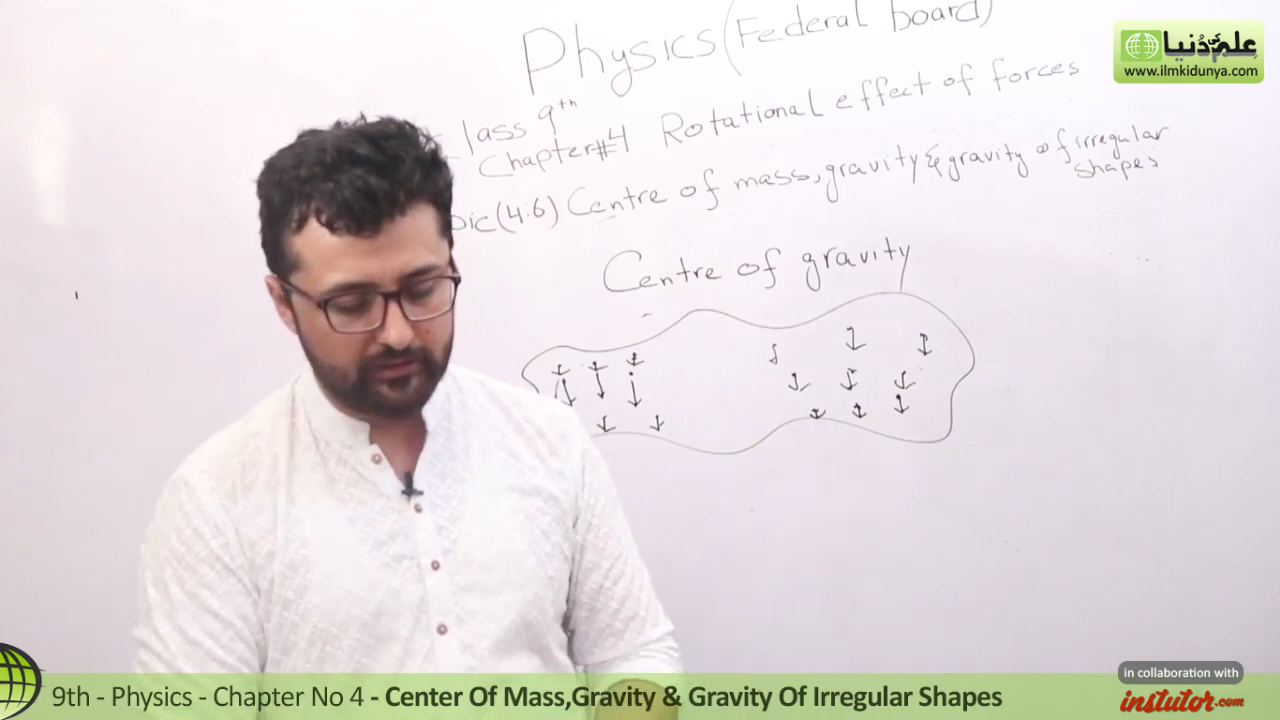 Physics (Federal board)
lass 9th
Chapter#4 Rotational effect of forces
pic(4.6) Centre of mass, gravity & gravity of irregular shapes
Centre of gravity
علم کی دُنیا
www.ilmkidunya.com
9th - Physics - Chapter No 4 - Center Of Mass,Gravity & Gravity Of Irregular Shapes
in collaboration with
instutor.com